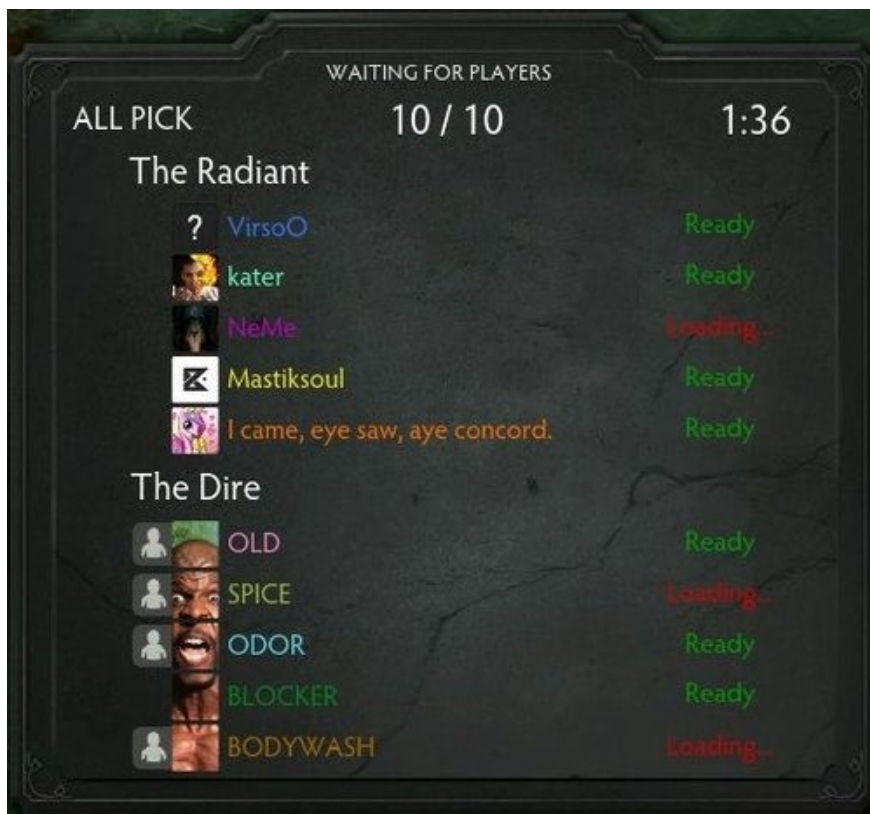 WAITING FOR PLAYERS
ALL PICK 10 / 10 1:36
The Radiant
? VirsoO Ready
kater Ready
NeMe Loading...
Mastiksoul Ready
I came, eye saw, aye concord. Ready
The Dire
OLD Ready
SPICE Loading...
ODOR Ready
BLOCKER Ready
BODYWASH Loading...